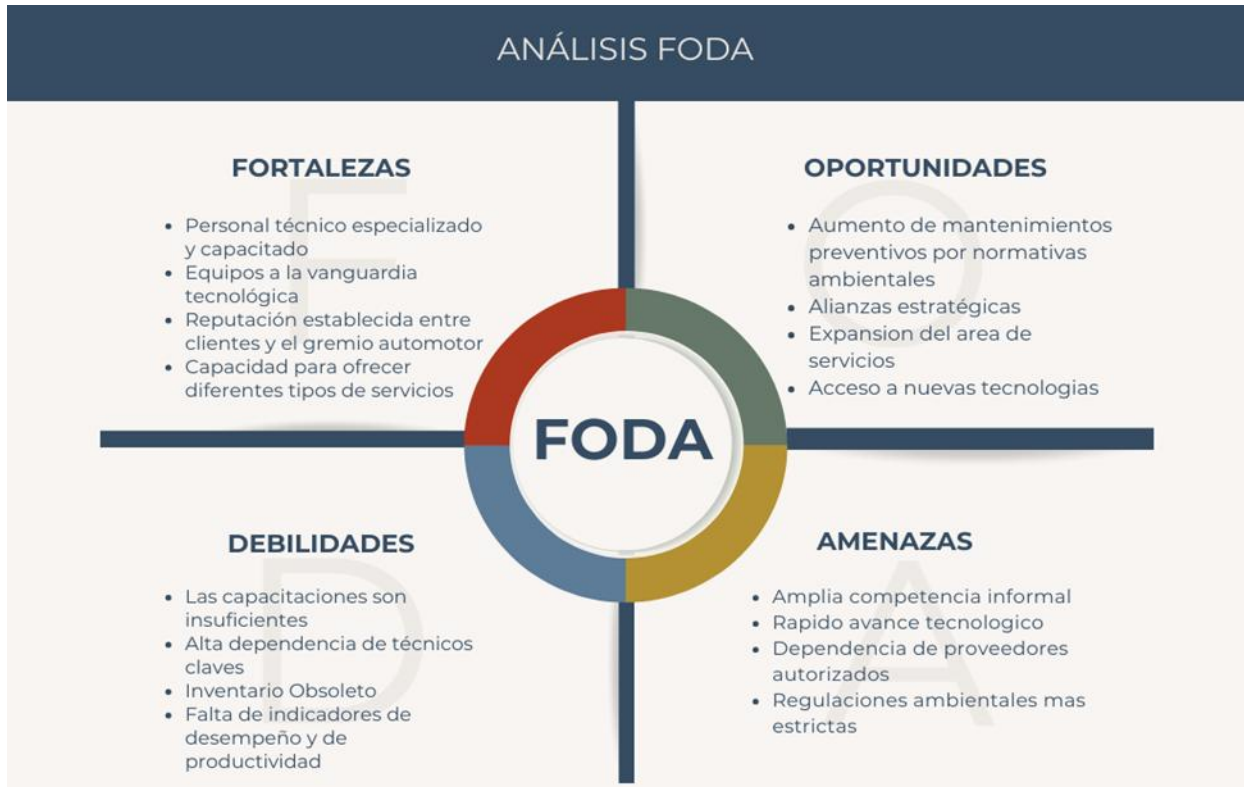 ANÁLISIS FODA
FORTALEZAS
• Personal técnico especializado
y capacitado
• Equipos a la vanguardia
tecnológica
• Reputación establecida entre
clientes y el gremio automotor
• Capacidad para ofrecer
diferentes tipos de servicios
OPORTUNIDADES
• Aumento de mantenimientos
preventivos por normativas
ambientales
• Alianzas estratégicas
• Expansion del area de
servicios
• Acceso a nuevas tecnologias
FODA
DEBILIDADES
• Las capacitaciones son
insuficientes
• Alta dependencia de técnicos
claves
• Inventario Obsoleto
• Falta de indicadores de
desempeño y de
productividad
AMENAZAS
• Amplia competencia informal
• Rapido avance tecnologico
• Dependencia de proveedores
autorizados
• Regulaciones ambientales mas
estrictas
F
O
D
A